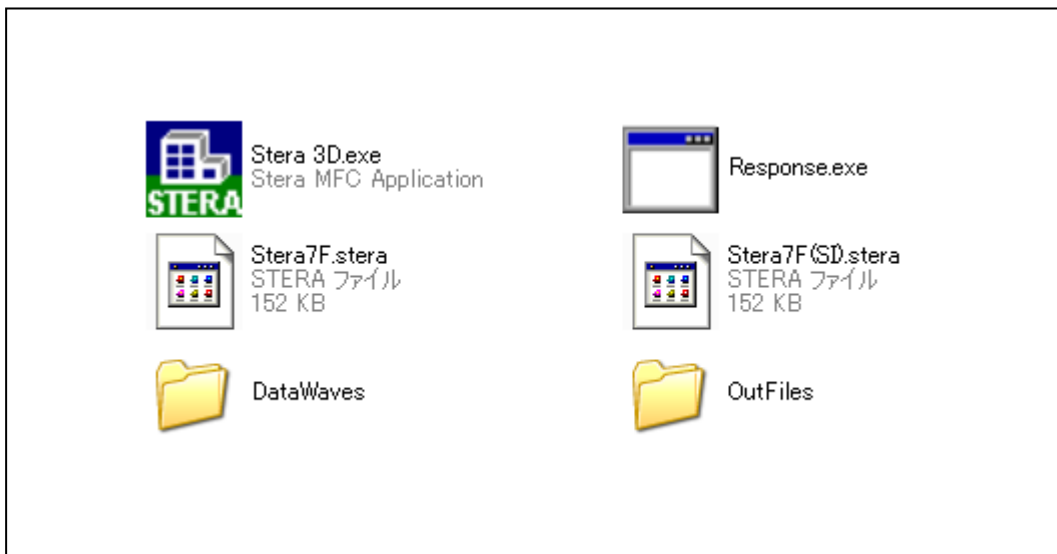 STERA
Stera 3D.exe
Stera MFC Application
Response.exe
Stera7F.stera
STERA ファイル
152 KB
Stera7F(SI).stera
STERA ファイル
152 KB
DataWaves
OutFiles